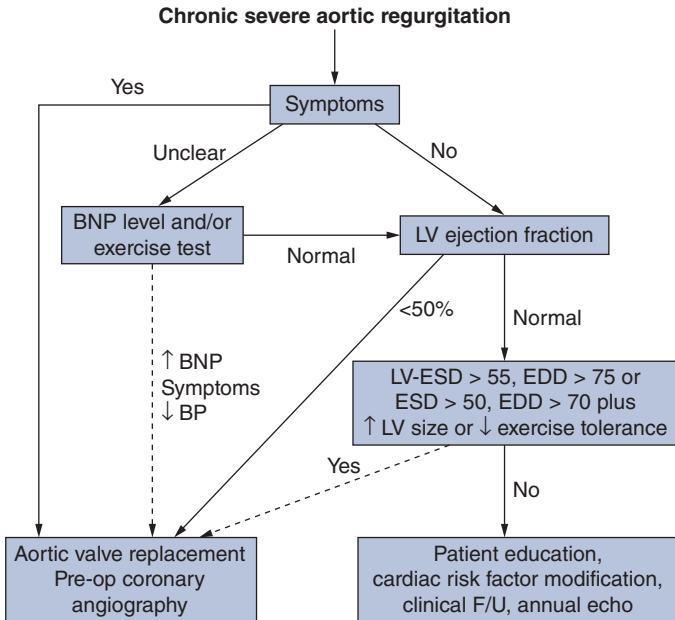 Chronic severe aortic regurgitation
Yes
Symptoms
Unclear
No
BNP level and/or
exercise test
Normal
LV ejection fraction
<50%
Normal
↑ BNP
Symptoms
↓ BP
LV-ESD > 55, EDD > 75 or
ESD > 50, EDD > 70 plus
↑ LV size or ↓ exercise tolerance
Yes
No
Aortic valve replacement
Pre-op coronary
angiography
Patient education,
cardiac risk factor modification,
clinical F/U, annual echo